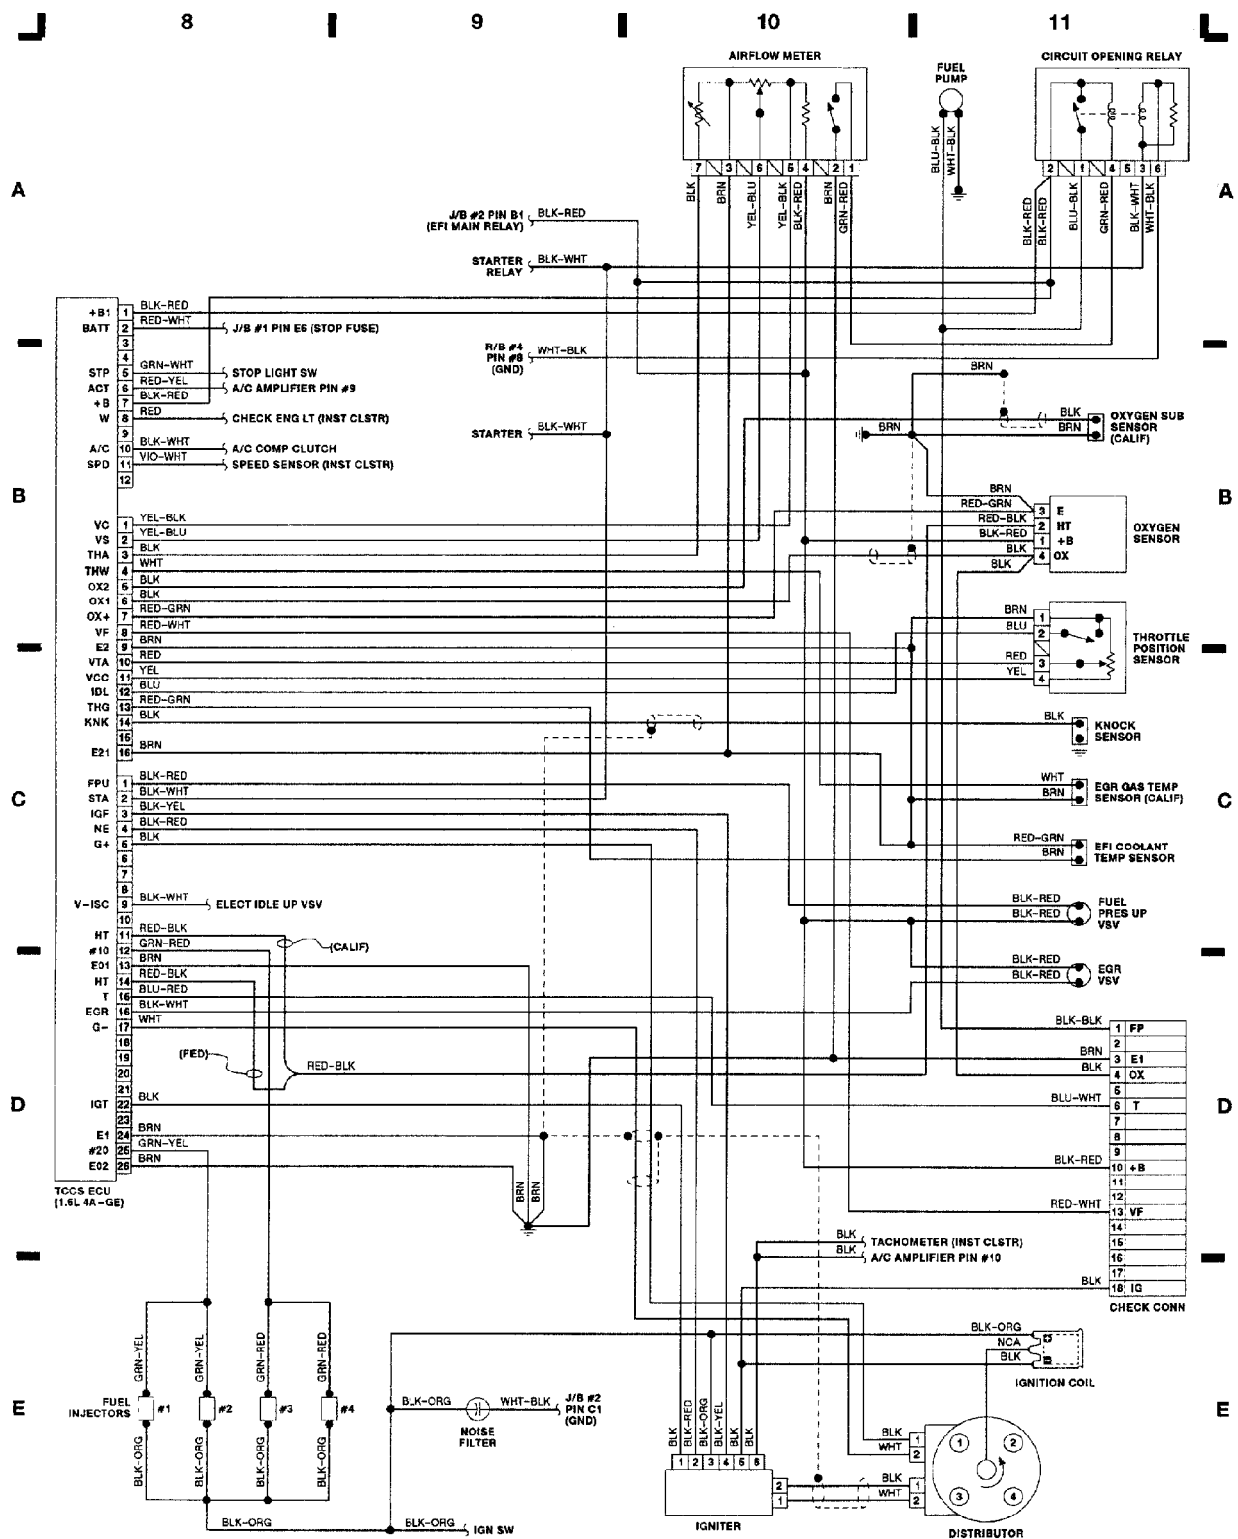 8 9 10 11
AIRFLOW METER
FUEL
PUMP
CIRCUIT OPENING RELAY
BLU-BLK
WHT-BLK
7 3 6 5 4 2 1
2 1 4 5 3 6
A A
BLK
BRN
YEL-BLU
YEL-BLK
BLK-RED
BRN
GRN-RED
BLK-RED
BLK-RED
BLU-BLK
GRN-RED
BLK-WHT
WHT-BLK
J/B #2 PIN B1
(EFI MAIN RELAY)
BLK-RED
STARTER
RELAY
BLK-WHT
R/B #4
PIN #8
(GND)
WHT-BLK
STARTER
BLK-WHT
+B1 1 BLK-RED
BATT 2 RED-WHT J/B #1 PIN E6 (STOP FUSE)
3
4
STP 5 GRN-WHT STOP LIGHT SW
ACT 6 RED-YEL A/C AMPLIFIER PIN #9
+B 7 BLK-RED
W 8 RED CHECK ENG LT (INST CLSTR)
9
A/C 10 BLK-WHT A/C COMP CLUTCH
SPD 11 VIO-WHT SPEED SENSOR (INST CLSTR)
12
BRN
BLK
BRN
OXYGEN SUB
SENSOR
(CALIF)
BRN
B B
BRN
RED-GRN 3 E
RED-BLK 2 HT
BLK-RED 1 +B
BLK 4 OX
BLK
OXYGEN
SENSOR
VC 1 YEL-BLK
VS 2 YEL-BLU
THA 3 BLK
THW 4 WHT
OX2 5 BLK
OX1 6 BLK
OX+ 7 RED-GRN
VF 8 RED-WHT
E2 9 BRN
VTA 10 RED
VCC 11 YEL
IDL 12 BLU
THG 13 RED-GRN
KNK 14 BLK
15
E21 16 BRN
BRN 1
BLU 2
RED 3
YEL 4
THROTTLE
POSITION
SENSOR
BLK
KNOCK
SENSOR
C C
WHT
BRN
EGR GAS TEMP
SENSOR (CALIF)
RED-GRN
BRN
EFI COOLANT
TEMP SENSOR
FPU 1 BLK-RED
STA 2 BLK-WHT
IGF 3 BLK-YEL
NE 4 BLK-RED
G+ 5 BLK
6
7
8
V-ISC 9 BLK-WHT ELECT IDLE UP VSV
10
HT 11 RED-BLK
(CALIF)
#10 12 GRN-RED
E01 13 BRN
HT 14 RED-BLK
T 15 BLU-RED
EGR 16 BLK-WHT
G- 17 WHT
18
19
(FED)
20 RED-BLK
21
IGT 22 BLK
23
E1 24 BRN
#20 25 GRN-YEL
E02 26 BRN
TCCS ECU
(1.6L 4A-GE)
BRN
BRN
BLK-RED
BLK-RED
FUEL
PRES UP
VSV
BLK-RED
BLK-RED
EGR
VSV
D D
BLK-BLK 1 FP
2
BRN 3 E1
BLK 4 OX
5
BLU-WHT 6 T
7
8
9
BLK-RED 10 +B
11
12
RED-WHT 13 VF
14
15
16
17
BLK 18 IG
CHECK CONN
BLK TACHOMETER (INST CLSTR)
BLK A/C AMPLIFIER PIN #10
BLK-ORG
NCA
BLK
IGNITION COIL
E E
GRN-YEL
GRN-YEL
GRN-RED
GRN-RED
FUEL
INJECTORS
#1 #2 #3 #4
BLK-ORG
BLK-ORG
BLK-ORG
BLK-ORG
BLK-ORG
NOISE
FILTER
WHT-BLK
J/B #2
PIN C1
(GND)
BLK-ORG
BLK-ORG IGN SW
BLK
BLK-RED
BLK-ORG
BLK-YEL
BLK
BLK
1 2 3 4 5 6
2
1
IGNITER
BLK 1
WHT 2
BLK 1
WHT 2
1 2
3 4
DISTRIBUTOR